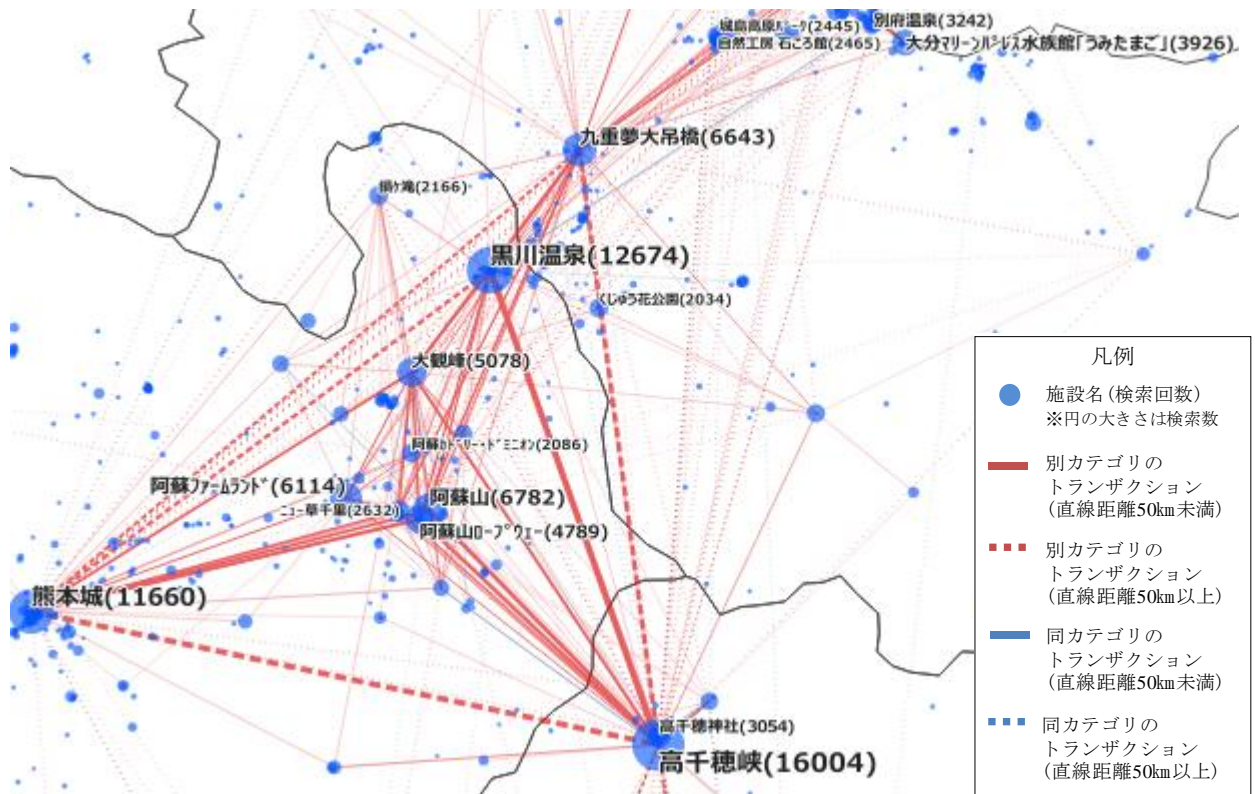 城島高原パーク(2445)
別府温泉(3242)
自然工房 石ころ館(2465)
大分マリーンパレス水族館「うみたまご」(3926)
九重夢大吊橋(6643)
鍋ケ滝(2166)
黒川温泉(12674)
くじゅう花公園(2034)
大観峰(5078)
阿蘇カドリー・ドミニオン(2086)
阿蘇ファームランド(6114)
阿蘇山(6782)
ニュー草千里(2632)
阿蘇山ロープウェー(4789)
熊本城(11660)
高千穂神社(3054)
高千穂峡(16004)
凡例
施設名(検索回数)
※円の大きさは検索数
別カテゴリの
トランザクション
(直線距離50km未満)
別カテゴリの
トランザクション
(直線距離50km以上)
同カテゴリの
トランザクション
(直線距離50km未満)
同カテゴリの
トランザクション
(直線距離50km以上)